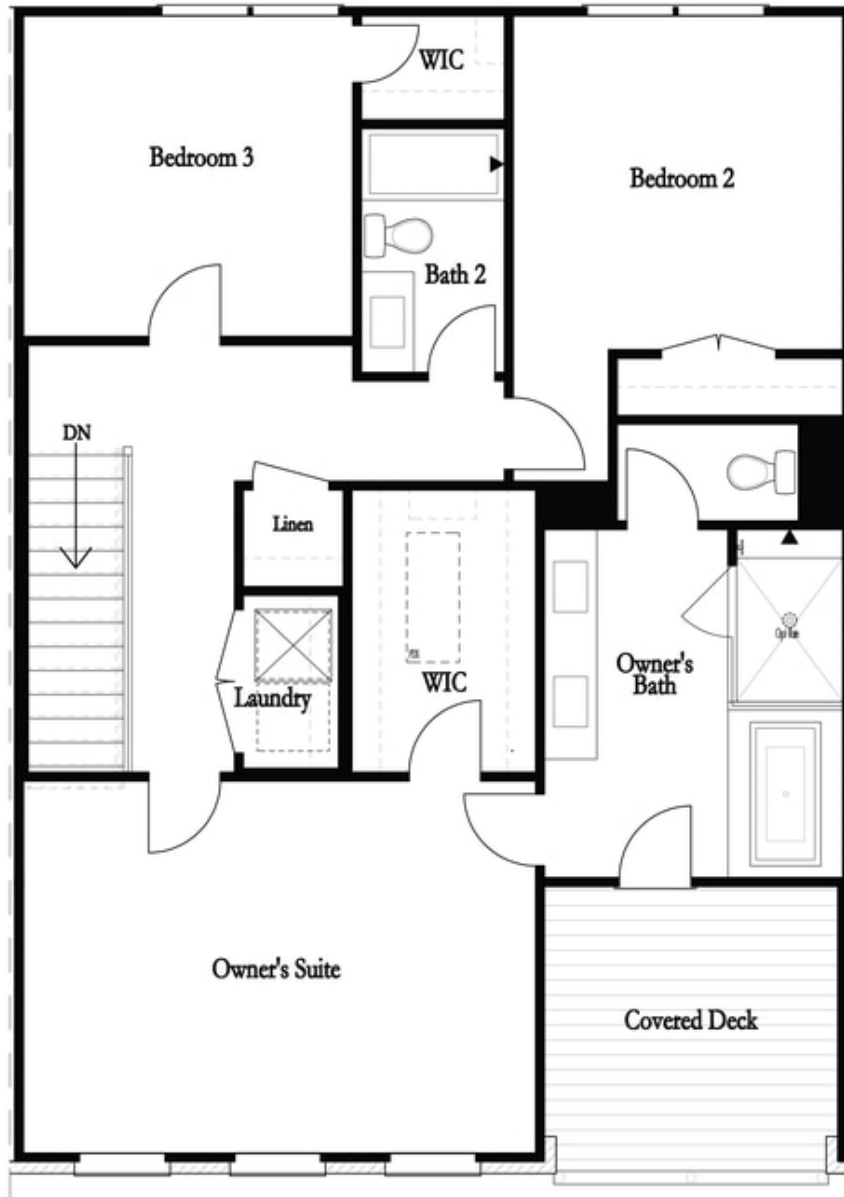 WIC
Bedroom 3
Bedroom 2
Bath 2
DN
Linen
Owner's
Bath
WIC
Laundry
Owner's Suite
Covered Deck